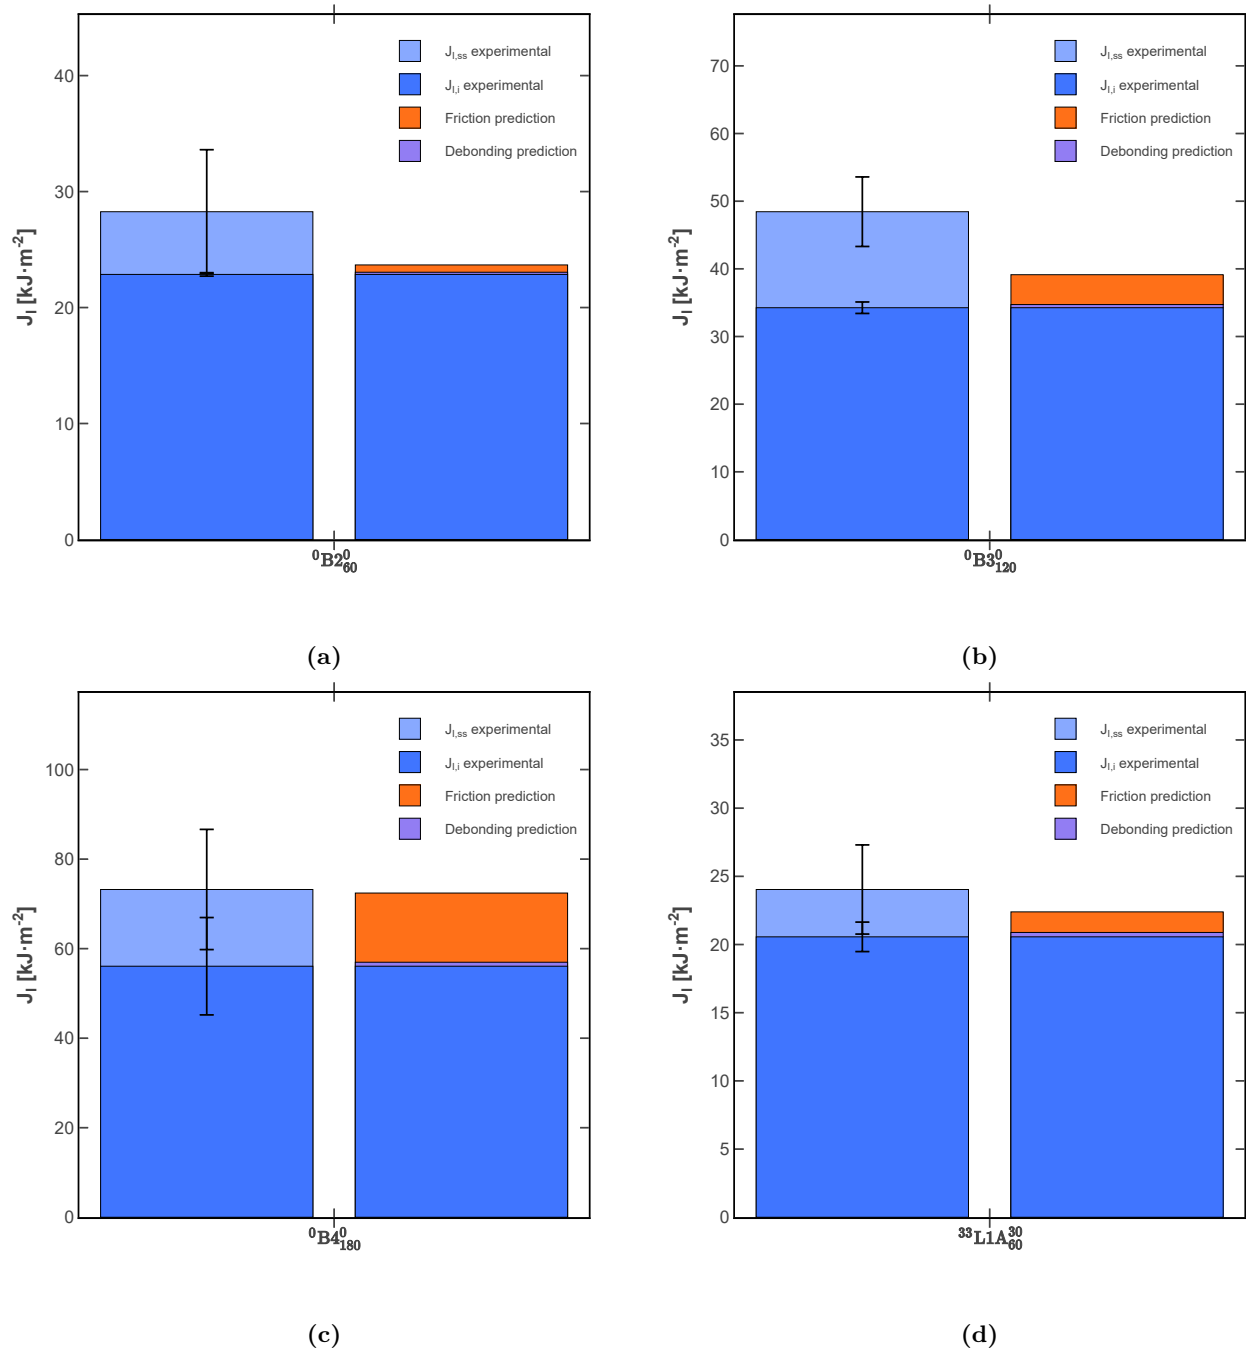 J_I,ss experimental
J_I,i experimental
Friction prediction
Debonding prediction
40
30
20
10
0
J_I [kJ·m^-2]
^0B2^0_60
(a)
J_I,ss experimental
J_I,i experimental
Friction prediction
Debonding prediction
70
60
50
40
30
20
10
0
J_I [kJ·m^-2]
^0B3^0_120
(b)
J_I,ss experimental
J_I,i experimental
Friction prediction
Debonding prediction
100
80
60
40
20
0
J_I [kJ·m^-2]
^0B4^0_180
(c)
J_I,ss experimental
J_I,i experimental
Friction prediction
Debonding prediction
35
30
25
20
15
10
5
0
J_I [kJ·m^-2]
^33L1A^30_60
(d)